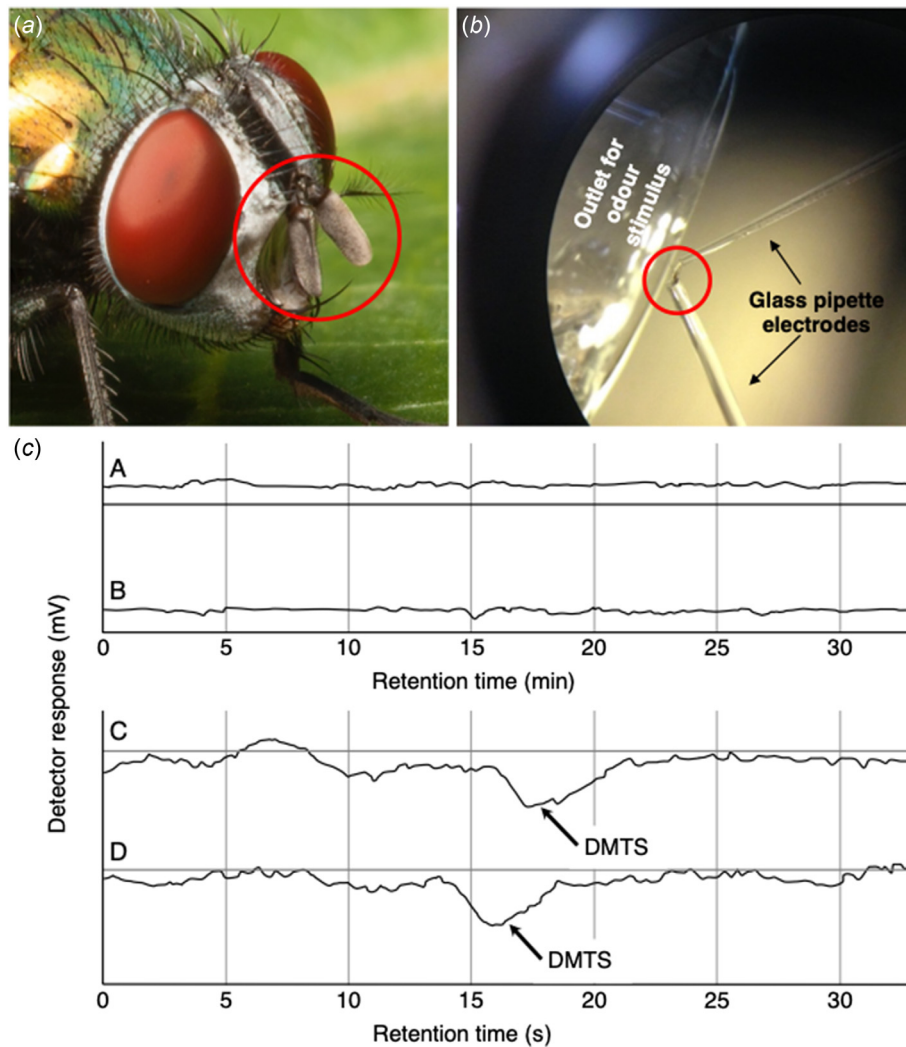 (a)
(b)
Outlet for
odour
stimulus
Glass pipette
electrodes
(c)
Detector response (mV)
A
B
0 5 10 15 20 25 30
Retention time (min)
C
DMTS
D
DMTS
0 5 10 15 20 25 30
Retention time (s)